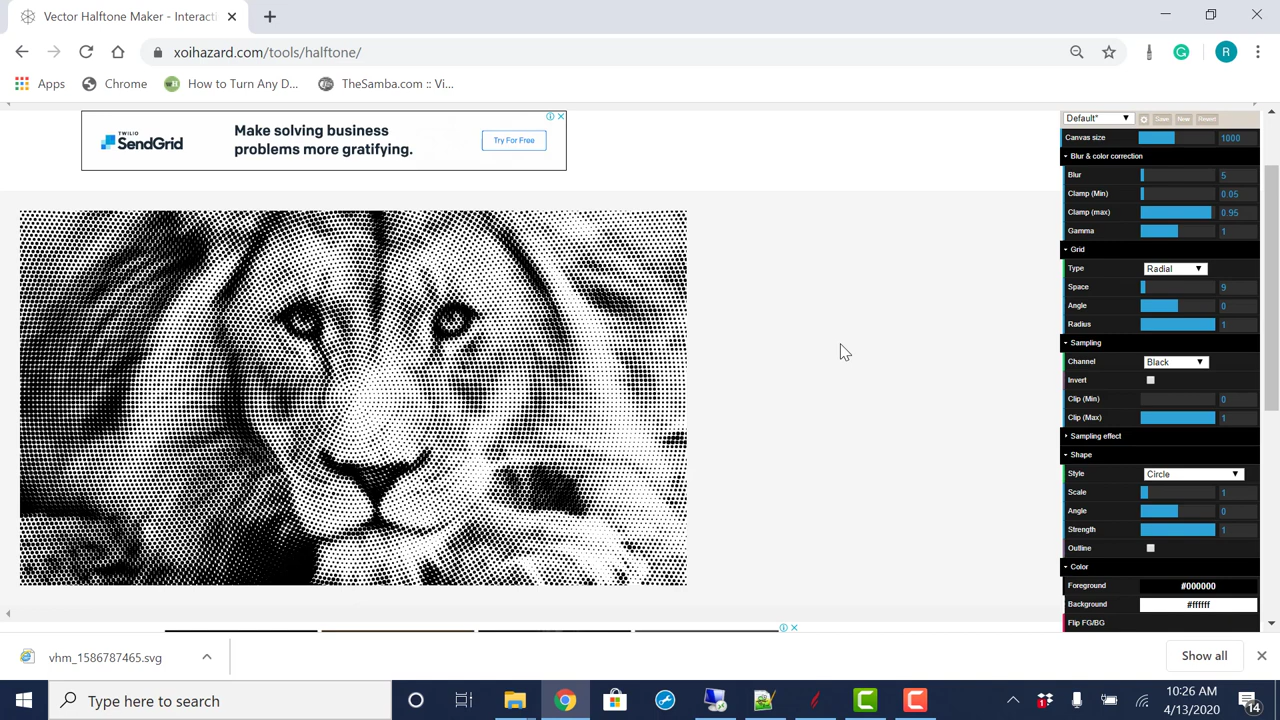 Vector Halftone Maker - Interacti
xoihazard.com/tools/halftone/
R
Apps
Chrome
How to Turn Any D...
TheSamba.com :: Vi...
TWILIO
SendGrid
Make solving business
problems more gratifying.
Try For Free
Default*
Save
New
Revert
Canvas size
1000
Blur & color correction
Blur
5
Clamp (Min)
0.05
Clamp (max)
0.95
Gamma
1
Grid
Type
Radial
Space
9
Angle
0
Radius
1
Sampling
Channel
Black
Invert
Clip (Min)
0
Clip (Max)
1
Sampling effect
Shape
Style
Circle
Scale
1
Angle
0
Strength
1
Outline
Color
Foreground
#000000
Background
#ffffff
Flip FG/BG
vhm_1586787465.svg
Show all
Type here to search
10:26 AM
4/13/2020
14